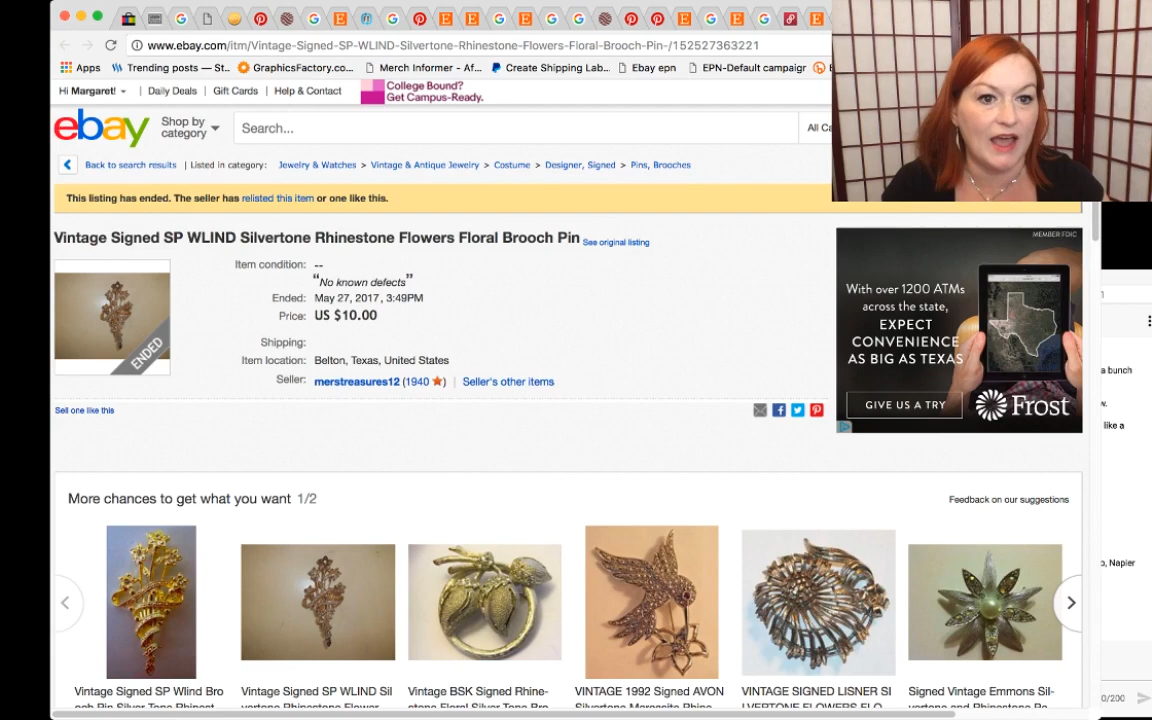 www.ebay.com/itm/Vintage-Signed-SP-WLIND-Silvertone-Rhinestone-Flowers-Floral-Brooch-Pin-/152527363221
Apps Trending posts — St.. GraphicsFactory.co... Merch Informer - Af... Create Shipping Lab... Ebay epn EPN-Default campaigr
Hi Margaret! Daily Deals Gift Cards Help & Contact
College Bound?
Get Campus-Ready.
ebay
Shop by
category
Search...
All Ca
Back to search results | Listed in category: Jewelry & Watches > Vintage & Antique Jewelry > Costume > Designer, Signed > Pins, Brooches
This listing has ended. The seller has relisted this item or one like this.
Vintage Signed SP WLIND Silvertone Rhinestone Flowers Floral Brooch Pin See original listing
ENDED
Item condition: --
"No known defects"
Ended: May 27, 2017, 3:49PM
Price: US $10.00
Shipping:
Item location: Belton, Texas, United States
Seller: merstreasures12 (1940 ) | Seller's other items
Sell one like this
MEMBER FDIC
With over 1200 ATMs
across the state,
EXPECT
CONVENIENCE
AS BIG AS TEXAS
GIVE US A TRY
Frost
a bunch
w.
like a
o, Napier
0/200
More chances to get what you want 1/2
Feedback on our suggestions
Vintage Signed SP Wlind Bro
Vintage Signed SP WLIND Sil
Vintage BSK Signed Rhine-
VINTAGE 1992 Signed AVON
VINTAGE SIGNED LISNER SI
Signed Vintage Emmons Sil-